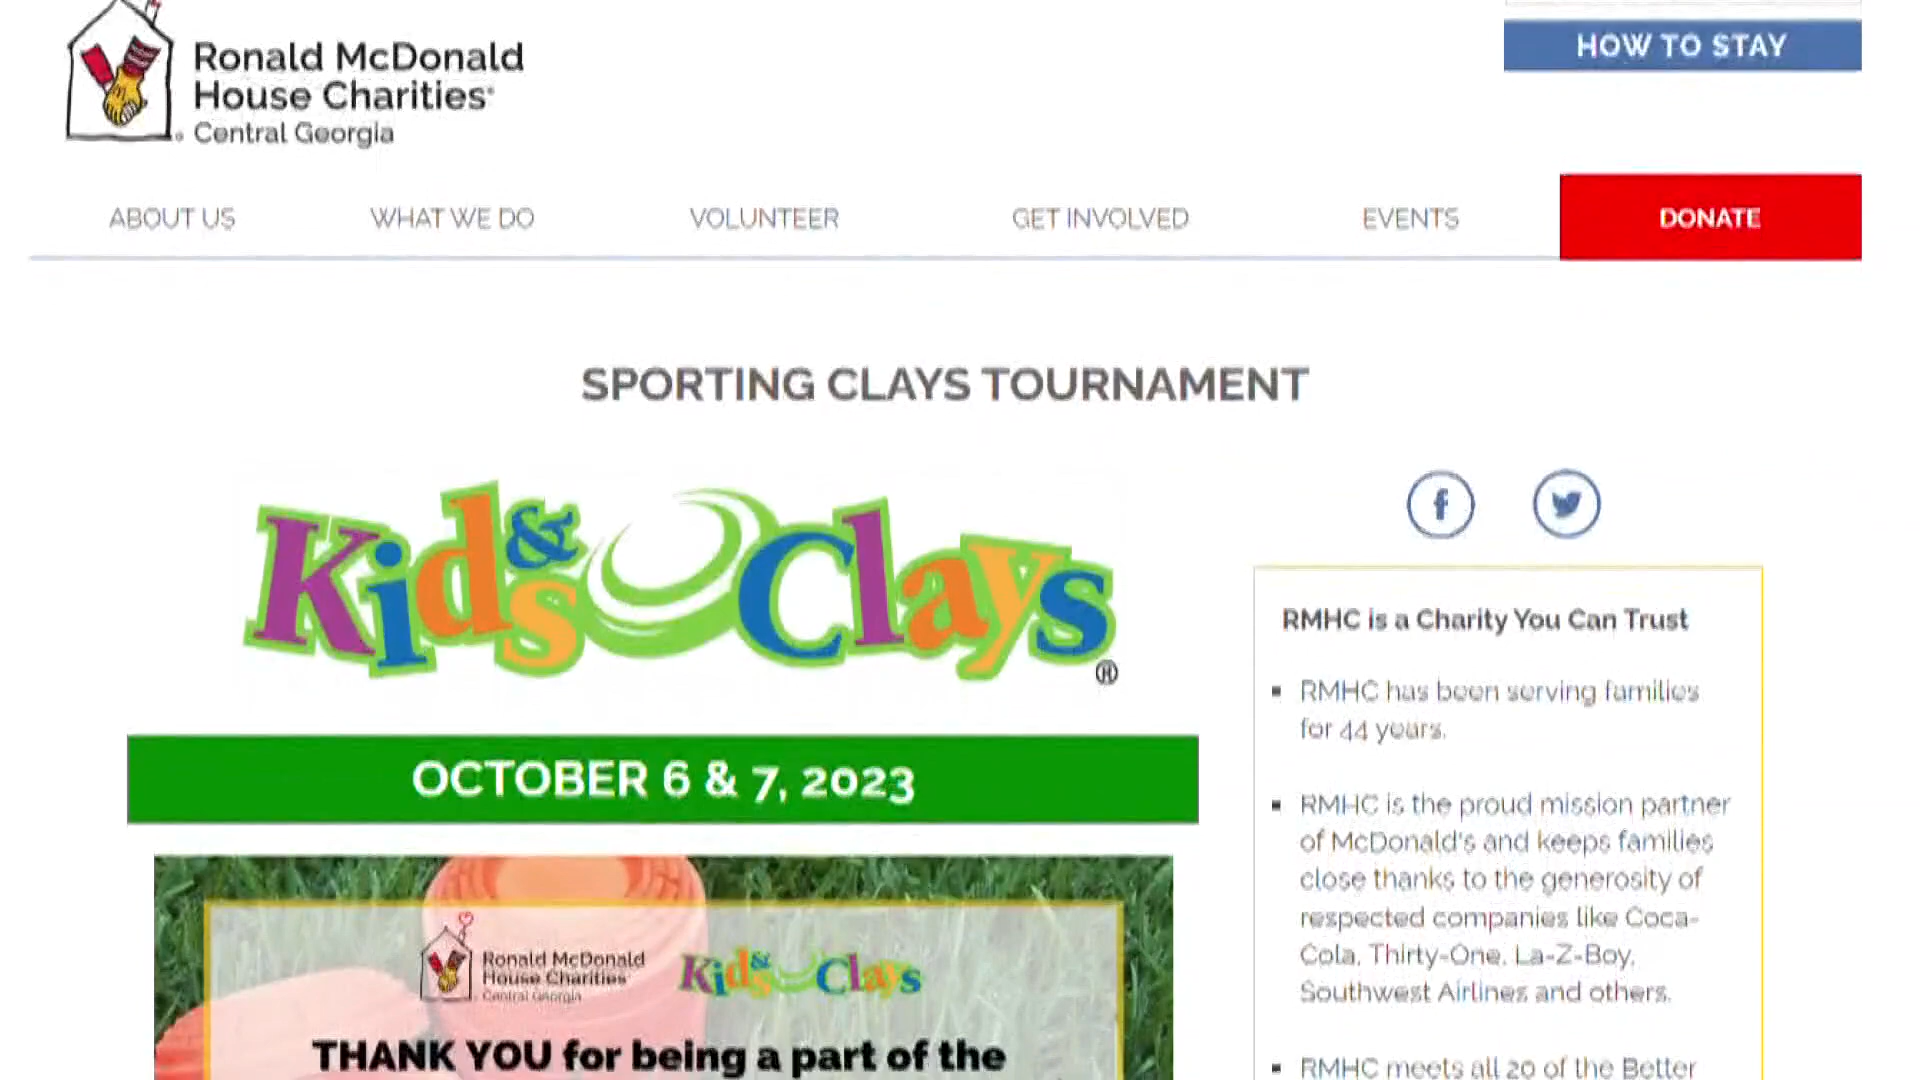 Ronald McDonald
House Charities®
Central Georgia
HOW TO STAY
ABOUT US
WHAT WE DO
VOLUNTEER
GET INVOLVED
EVENTS
DONATE
SPORTING CLAYS TOURNAMENT
Kids & Clays®
OCTOBER 6 & 7, 2023
Ronald McDonald
House Charities
Central Georgia
Kids & Clays
THANK YOU for being a part of the
RMHC is a Charity You Can Trust
▪ RMHC has been serving families
for 44 years.
▪ RMHC is the proud mission partner
of McDonald's and keeps families
close thanks to the generosity of
respected companies like Coca-
Cola, Thirty-One, La-Z-Boy,
Southwest Airlines and others.
▪ RMHC meets all 20 of the Better